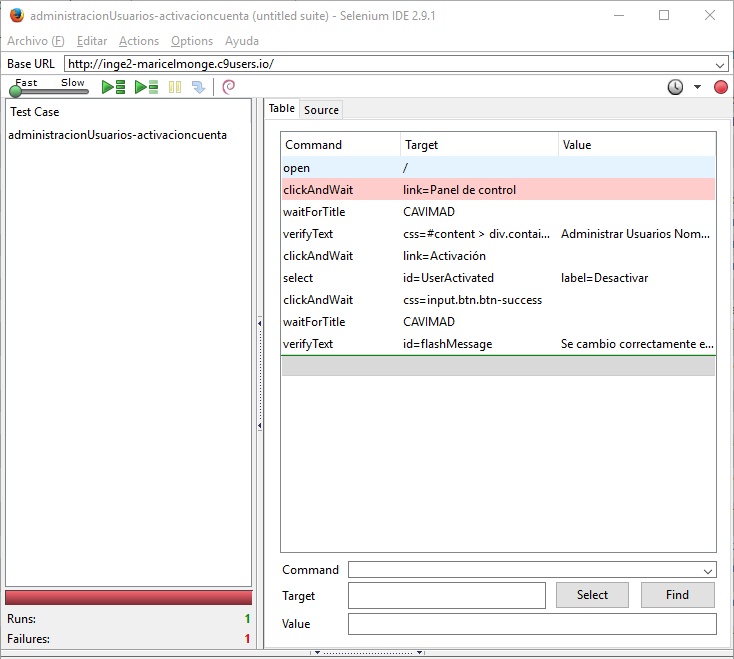 administracionUsuarios-activacioncuenta (untitled suite) - Selenium IDE 2.9.1
Archivo (F) Editar Actions Options Ayuda
Base URL http://inge2-maricelmonge.c9users.io/
Fast Slow
Test Case
administracionUsuarios-activacioncuenta
Table Source
Command Target Value
open /
clickAndWait link=Panel de control
waitForTitle CAVIMAD
verifyText css=#content > div.contai... Administrar Usuarios Nom...
clickAndWait link=Activación
select id=UserActivated label=Desactivar
clickAndWait css=input.btn.btn-success
waitForTitle CAVIMAD
verifyText id=flashMessage Se cambio correctamente e...
Command
Target Select Find
Value
Runs: 1
Failures: 1